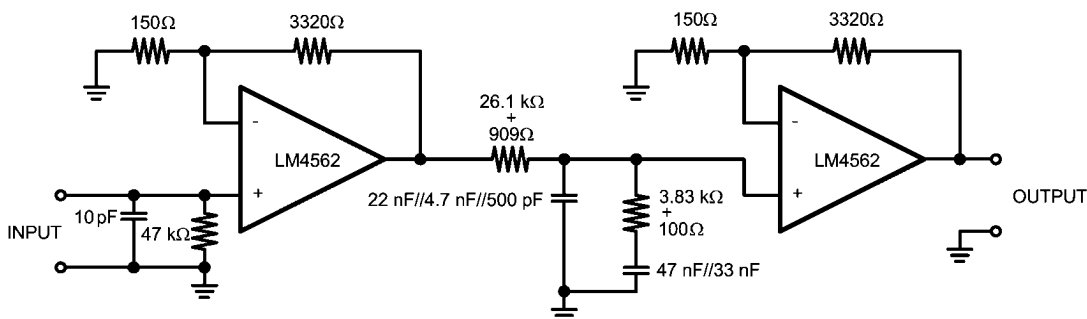 150Ω
3320Ω
150Ω
3320Ω
26.1 kΩ
+
909Ω
-
LM4562
+
-
LM4562
+
22 nF//4.7 nF//500 pF
3.83 kΩ
+
100Ω
47 nF//33 nF
10 pF
47 kΩ
INPUT
OUTPUT